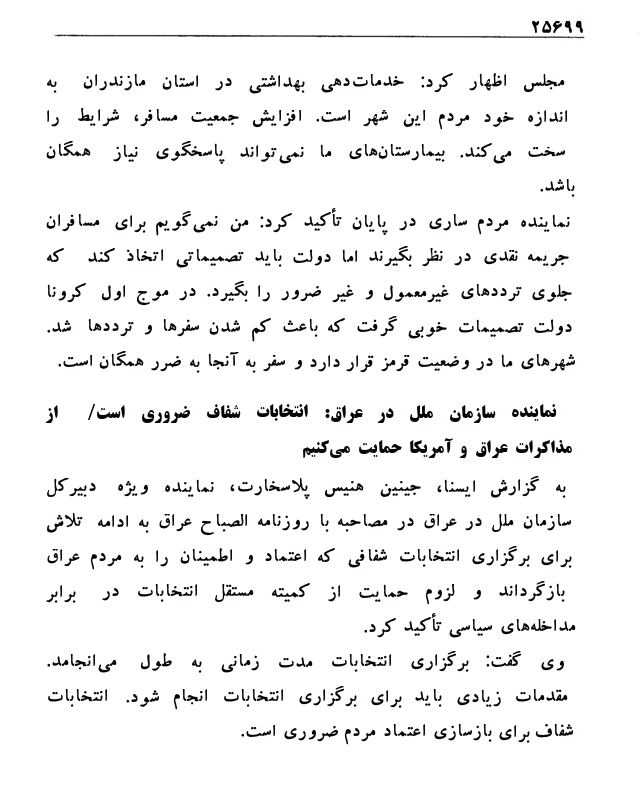 ۲۵۶۹۹
مجلس اظهار کرد: خدمات‌دهی بهداشتی در استان مازندران به
اندازه خود مردم این شهر است. افزایش جمعیت مسافر، شرایط را
سخت می‌کند. بیمارستان‌های ما نمی‌تواند پاسخگوی نیاز همگان
باشد.
نماینده مردم ساری در پایان تأکید کرد: من نمی‌گویم برای مسافران
جریمه نقدی در نظر بگیرند اما دولت باید تصمیماتی اتخاذ کند که
جلوی ترددهای غیرمعمول و غیر ضرور را بگیرد. در موج اول کرونا
دولت تصمیمات خوبی گرفت که باعث کم شدن سفرها و ترددها شد.
شهرهای ما در وضعیت قرمز قرار دارد و سفر به آنجا به ضرر همگان است.
نماینده سازمان ملل در عراق: انتخابات شفاف ضروری است/ از
مذاکرات عراق و آمریکا حمایت می‌کنیم
به گزارش ایسنا، جینین هنیس پلاسخارت، نماینده ویژه دبیرکل
سازمان ملل در عراق در مصاحبه با روزنامه الصباح عراق به ادامه تلاش
برای برگزاری انتخابات شفافی که اعتماد و اطمینان را به مردم عراق
بازگرداند و لزوم حمایت از کمیته مستقل انتخابات در برابر
مداخله‌های سیاسی تأکید کرد.
وی گفت: برگزاری انتخابات مدت زمانی به طول می‌انجامد.
مقدمات زیادی باید برای برگزاری انتخابات انجام شود. انتخابات
شفاف برای بازسازی اعتماد مردم ضروری است.